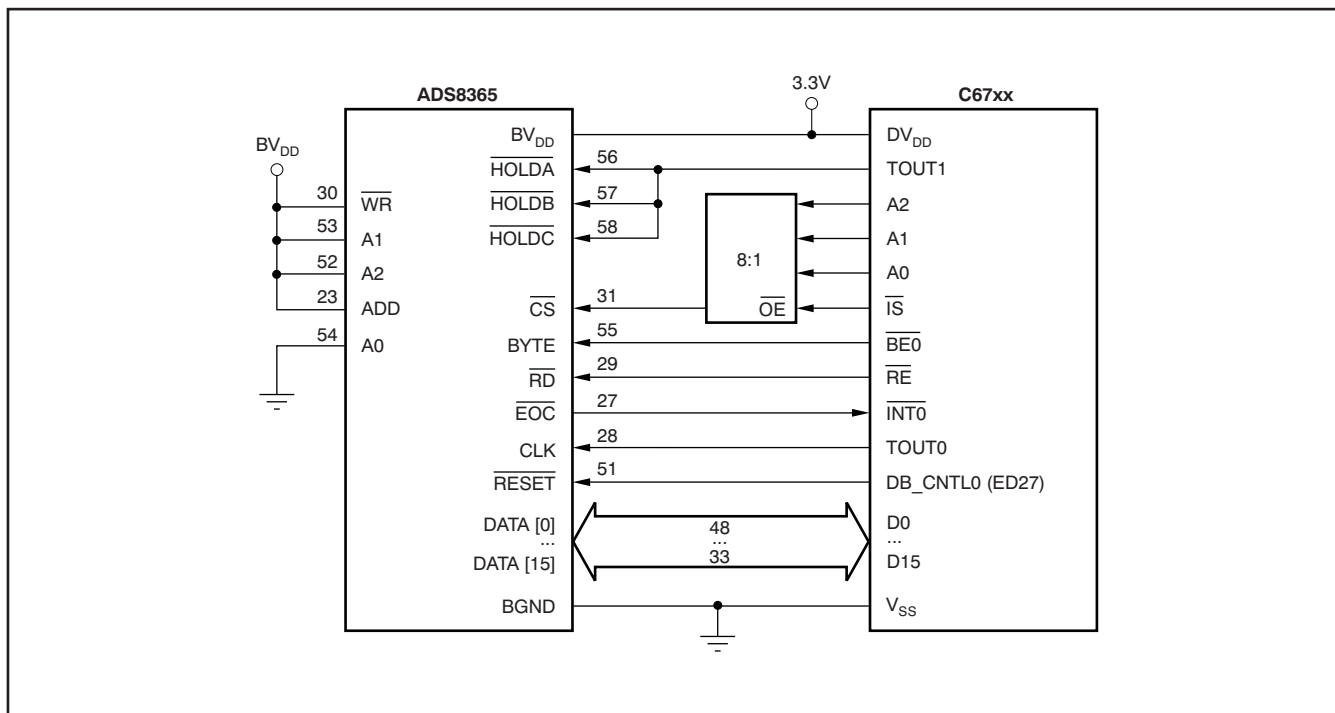 ADS8365
3.3V
C67xx
BVDD
30 WR
53 A1
52 A2
23 ADD
54 A0
BVDD
HOLDA 56
HOLDB 57
HOLDC 58
CS 31
BYTE 55
RD 29
EOC 27
CLK 28
RESET 51
DATA [0]
...
DATA [15]
BGND
8:1
OE
48
...
33
DVDD
TOUT1
A2
A1
A0
IS
BE0
RE
INT0
TOUT0
DB_CNTL0 (ED27)
D0
...
D15
VSS